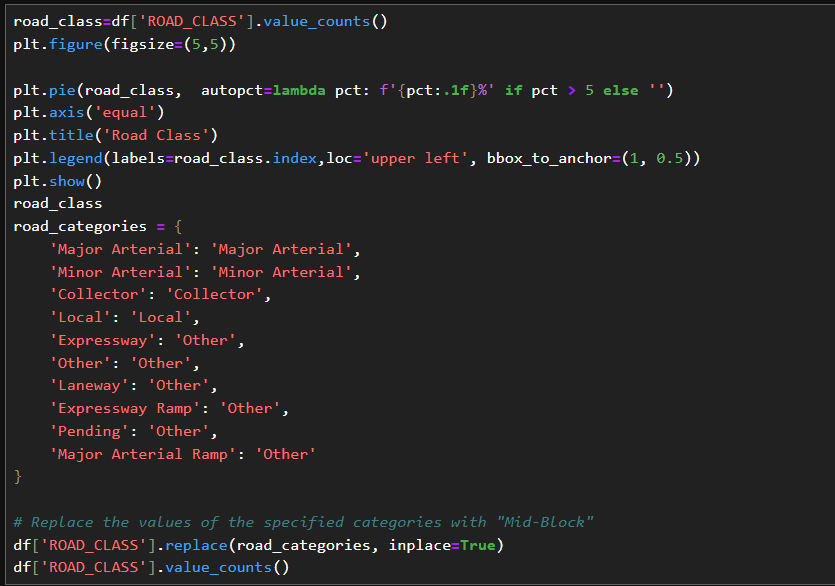 road_class=df['ROAD_CLASS'].value_counts()
plt.figure(figsize=(5,5))

plt.pie(road_class,  autopct=lambda pct: f'{pct:.1f}%' if pct > 5 else '')
plt.axis('equal')
plt.title('Road Class')
plt.legend(labels=road_class.index,loc='upper left', bbox_to_anchor=(1, 0.5))
plt.show()
road_class
road_categories = {
    'Major Arterial': 'Major Arterial',
    'Minor Arterial': 'Minor Arterial',
    'Collector': 'Collector',
    'Local': 'Local',
    'Expressway': 'Other',
    'Other': 'Other',
    'Laneway': 'Other',
    'Expressway Ramp': 'Other',
    'Pending': 'Other',
    'Major Arterial Ramp': 'Other'
}

# Replace the values of the specified categories with "Mid-Block"
df['ROAD_CLASS'].replace(road_categories, inplace=True)
df['ROAD_CLASS'].value_counts()